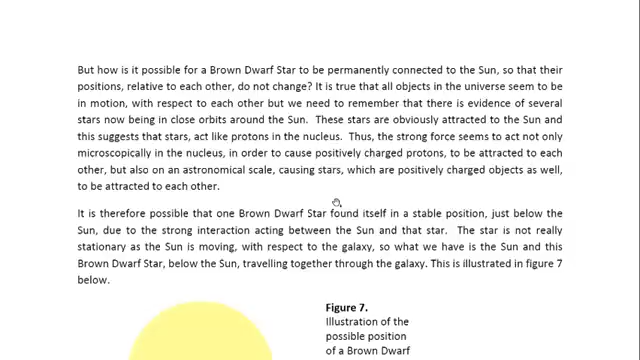 But how is it possible for a Brown Dwarf Star to be permanently connected to the Sun, so that their
positions, relative to each other, do not change? It is true that all objects in the universe seem to be
in motion, with respect to each other but we need to remember that there is evidence of several
stars now being in close orbits around the Sun.  These stars are obviously attracted to the Sun and
this suggests that stars, act like protons in the nucleus.  Thus, the strong force seems to act not only
microscopically in the nucleus, in order to cause positively charged protons, to be attracted to each
other, but also on an astronomical scale, causing stars, which are positively charged objects as well,
to be attracted to each other.
It is therefore possible that one Brown Dwarf Star found itself in a stable position, just below the
Sun, due to the strong interaction acting between the Sun and that star.  The star is not really
stationary as the Sun is moving, with respect to the galaxy, so what we have is the Sun and this
Brown Dwarf Star, below the Sun, travelling together through the galaxy. This is illustrated in figure 7
below.
Figure 7.
Illustration of the
possible position
of a Brown Dwarf